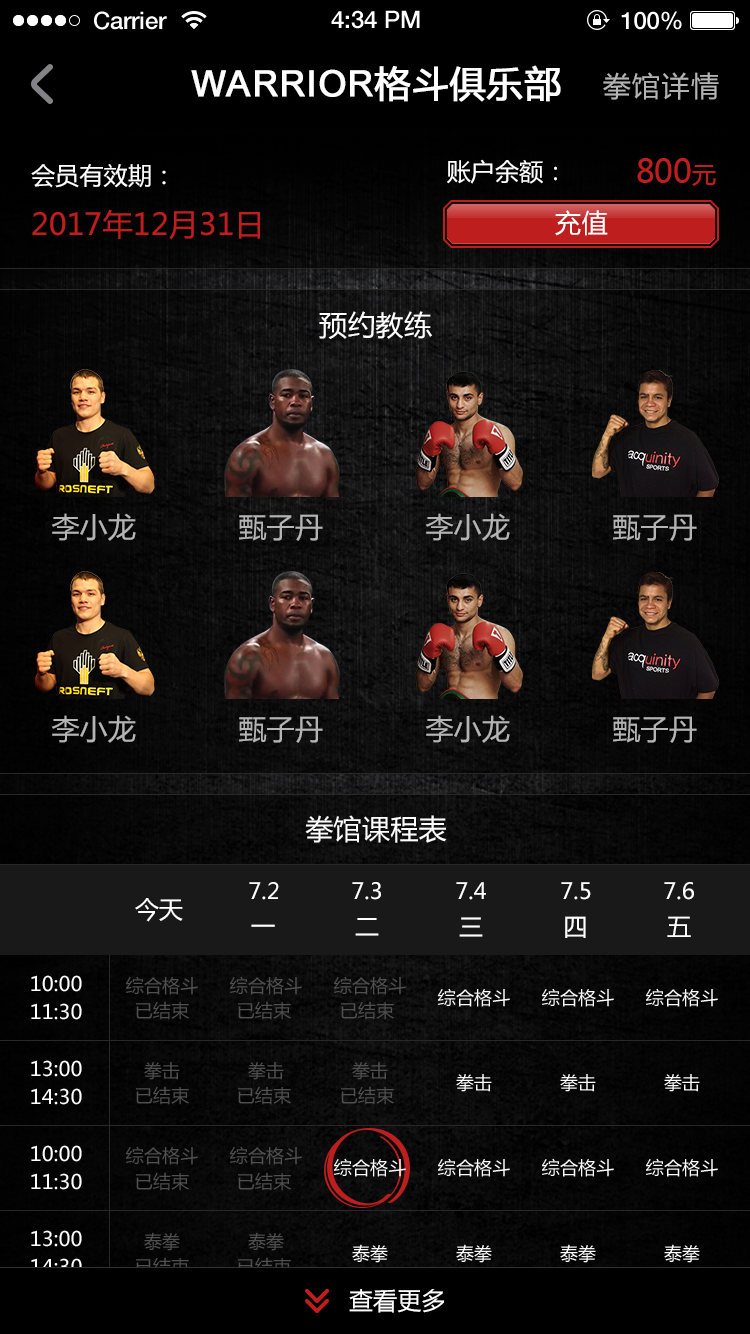 Carrier 4:34 PM 100%
WARRIOR格斗俱乐部 拳馆详情
会员有效期： 账户余额： 800元
2017年12月31日 充值
预约教练
ROSNEFT acquinity SPORTS
李小龙 甄子丹 李小龙 甄子丹
ROSNEFT acquinity SPORTS
李小龙 甄子丹 李小龙 甄子丹
拳馆课程表
今天 7.2 7.3 7.4 7.5 7.6
一 二 三 四 五
10:00 综合格斗 综合格斗 综合格斗 综合格斗 综合格斗 综合格斗
11:30 已结束 已结束 已结束
13:00 拳击 拳击 拳击 拳击 拳击 拳击
14:30 已结束 已结束 已结束
10:00 综合格斗 综合格斗 综合格斗 综合格斗 综合格斗 综合格斗
11:30 已结束 已结束
13:00 泰拳 泰拳 泰拳 泰拳 泰拳 泰拳
14:30 已结束 已结束
查看更多